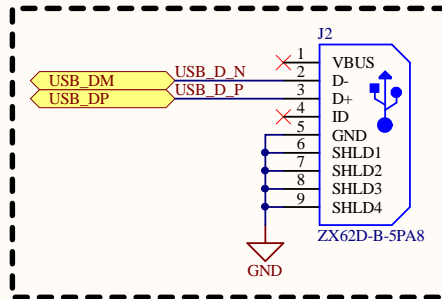 J2
1 VBUS
USB_DM USB_D_N 2 D-
USB_DP USB_D_P 3 D+
4 ID
5 GND
6 SHLD1
7 SHLD2
8 SHLD3
9 SHLD4
ZX62D-B-5PA8
GND